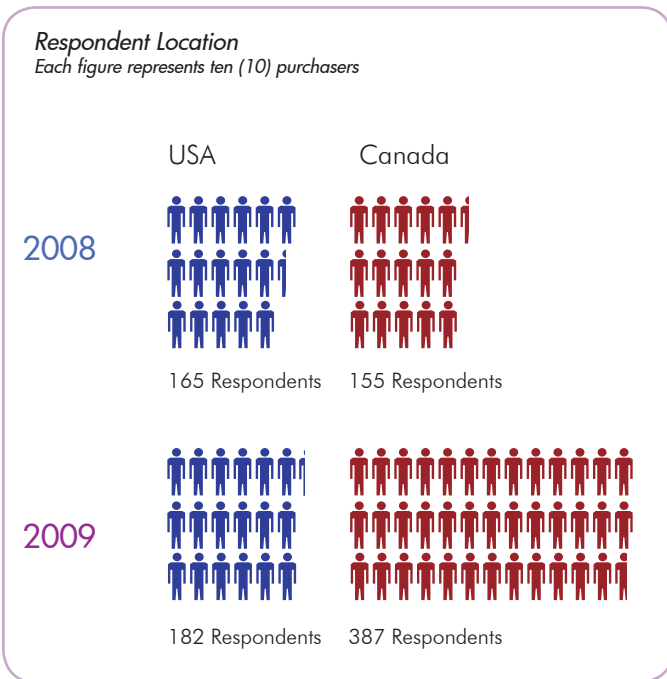 Respondent Location
Each figure represents ten (10) purchasers
USA Canada
2008
165 Respondents 155 Respondents
2009
182 Respondents 387 Respondents